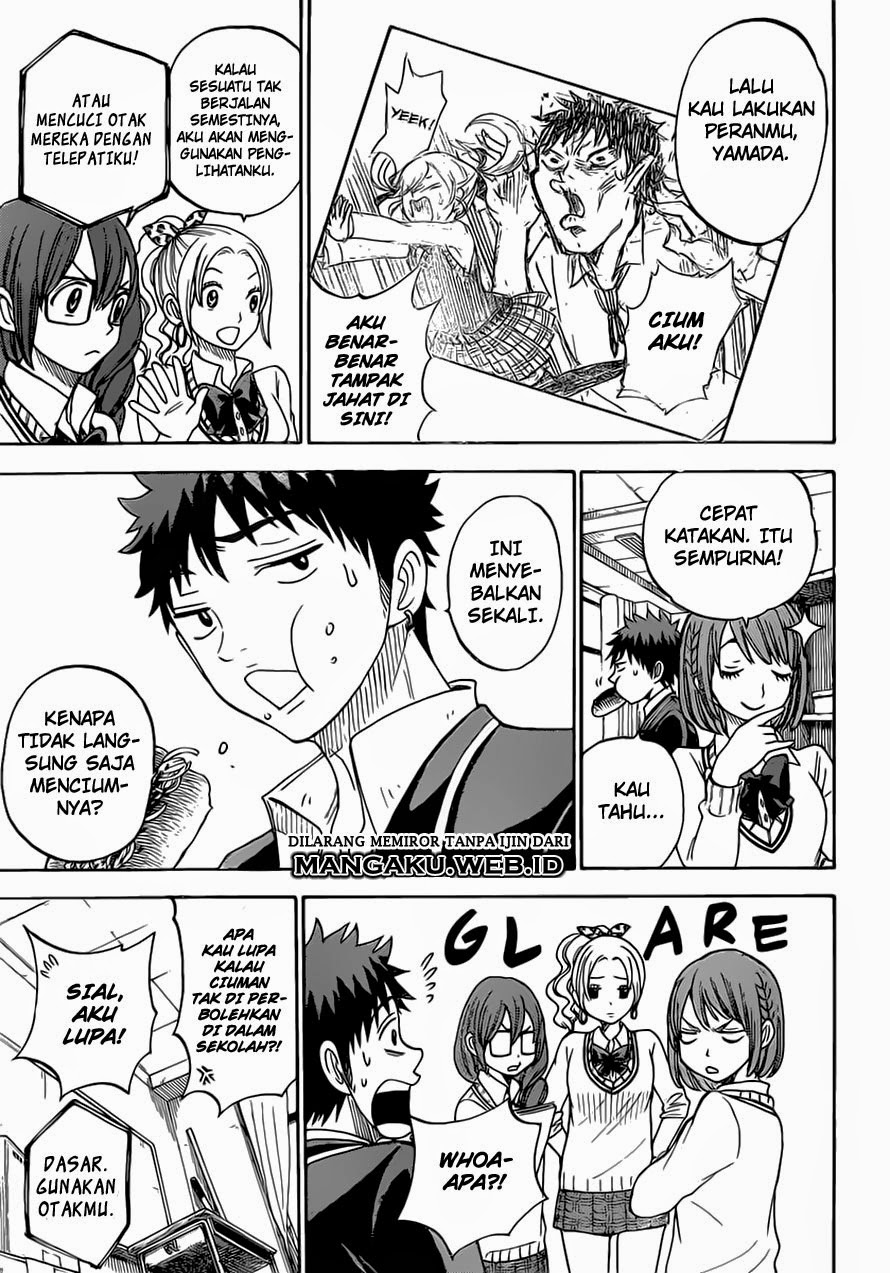 LALU
KAU LAKUKAN
PERANMU,
YAMADA.
YEEK!
CIUM
AKU!
AKU
BENAR-
BENAR
TAMPAK
JAHAT DI
SINI!
KALAU
SESUATU TAK
BERJALAN
SEMESTINYA,
AKU AKAN MENG-
GUNAKAN PENG-
LIHATANKU.
ATAU
MENCUCI OTAK
MEREKA DENGAN
TELEPATIKU!
CEPAT
KATAKAN. ITU
SEMPURNA!
KAU
TAHU...
INI
MENYE-
BALKAN
SEKALI.
KENAPA
TIDAK LANG-
SUNG SAJA
MENCIUM-
NYA?
DILARANG MEMIROR TANPA IJIN DARI
MANGAKU.WEB.ID
GLARE
WHOA-
APA?!
APA
KAU LUPA
KALAU
CIUMAN
TAK DI PER-
BOLEHKAN
DI DALAM
SEKOLAH?!
SIAL,
AKU
LUPA!
DASAR.
GUNAKAN
OTAKMU.